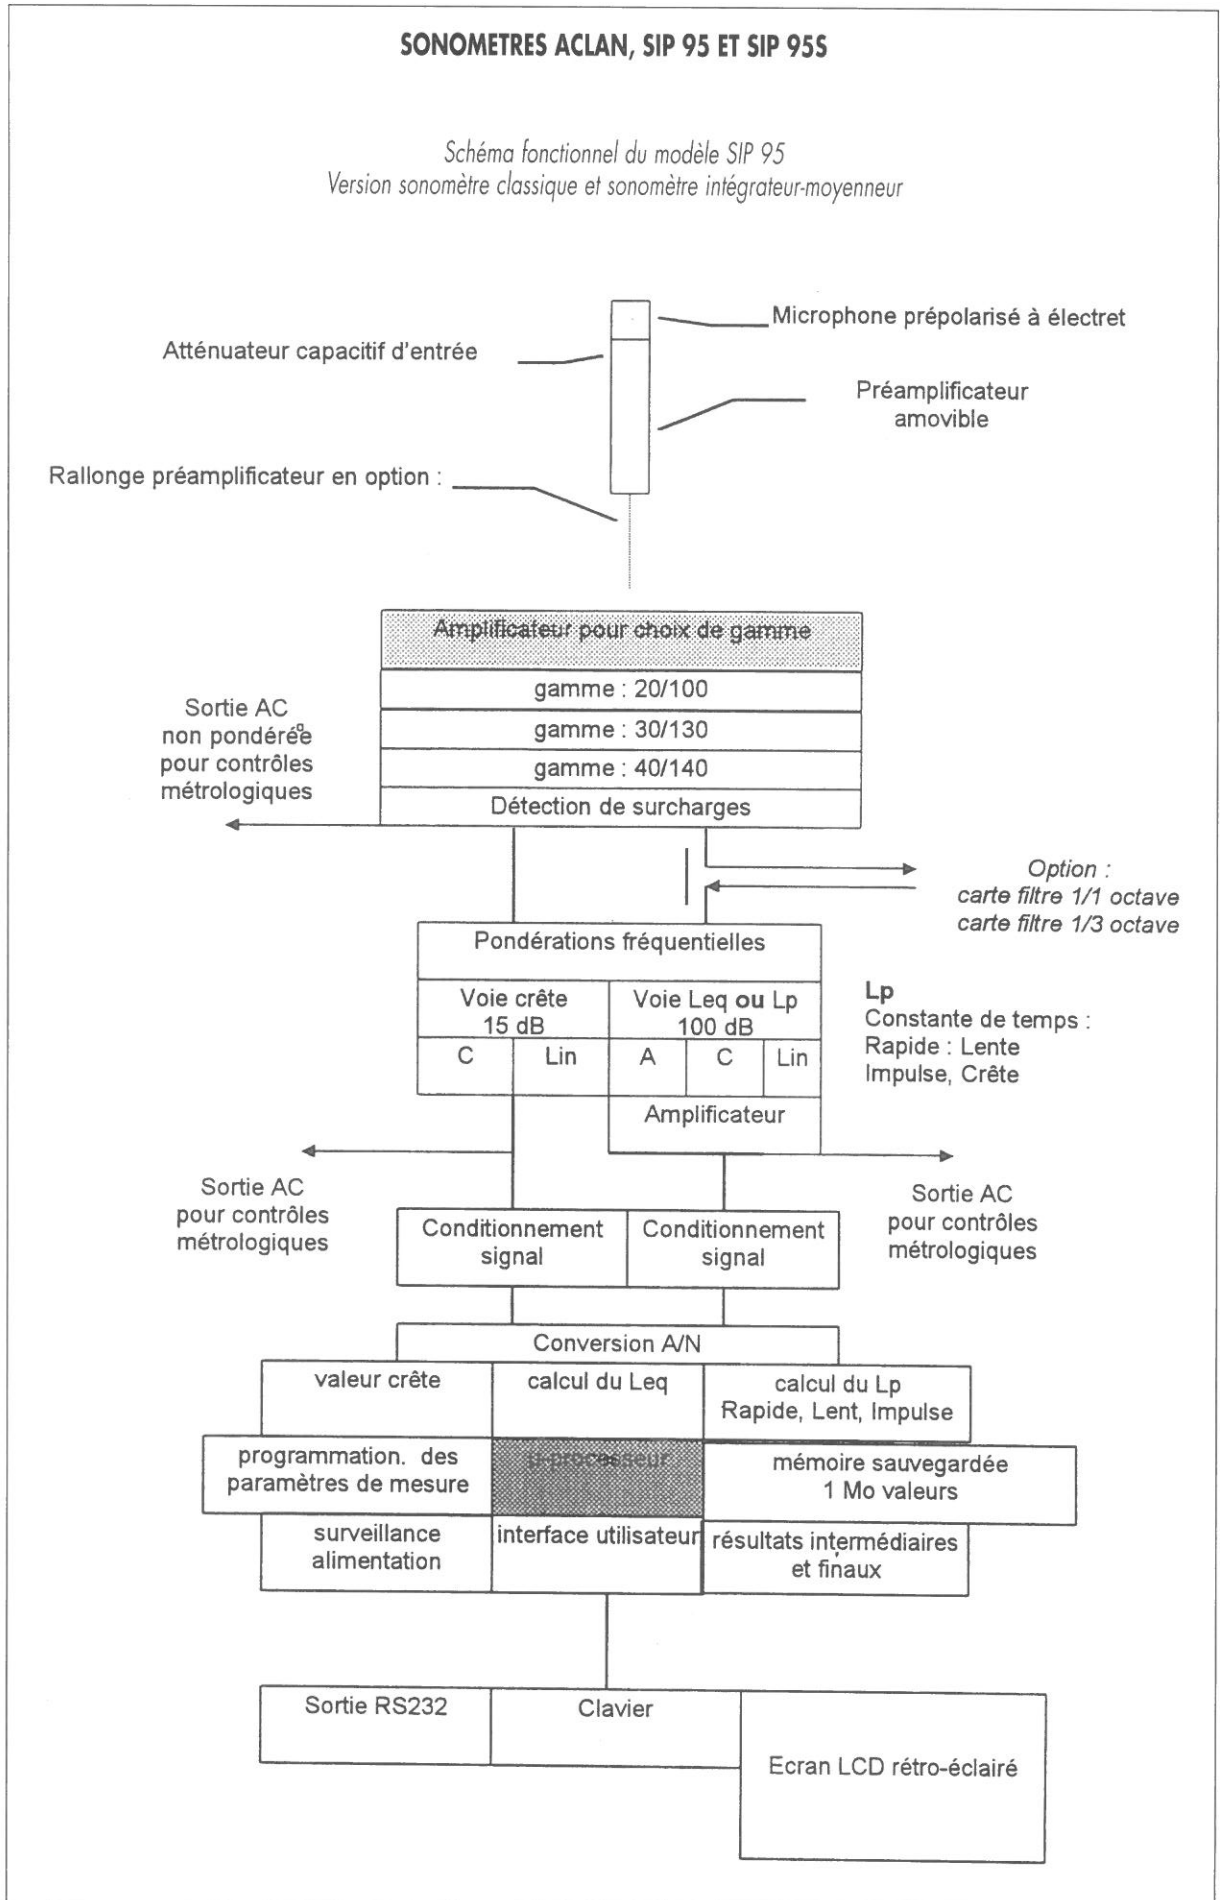 SONOMETRES ACLAN, SIP 95 ET SIP 95S
Schéma fonctionnel du modèle SIP 95
Version sonomètre classique et sonomètre intégrateur-moyenneur
Microphone prépolarisé à électret
Atténuateur capacitif d'entrée
Préamplificateur
amovible
Rallonge préamplificateur en option :
Amplificateur pour choix de gamme
gamme : 20/100
gamme : 30/130
gamme : 40/140
Détection de surcharges
Sortie AC
non pondérée
pour contrôles
métrologiques
Option :
carte filtre 1/1 octave
carte filtre 1/3 octave
Pondérations fréquentielles
Voie crête
15 dB
Voie Leq ou Lp
100 dB
C
Lin
A
C
Lin
Amplificateur
Lp
Constante de temps :
Rapide : Lente
Impulse, Crête
Sortie AC
pour contrôles
métrologiques
Sortie AC
pour contrôles
métrologiques
Conditionnement
signal
Conditionnement
signal
Conversion A/N
valeur crête
calcul du Leq
calcul du Lp
Rapide, Lent, Impulse
programmation. des
paramètres de mesure
µ-processeur
mémoire sauvegardée
1 Mo valeurs
surveillance
alimentation
interface utilisateur
résultats intermédiaires
et finaux
Sortie RS232
Clavier
Ecran LCD rétro-éclairé